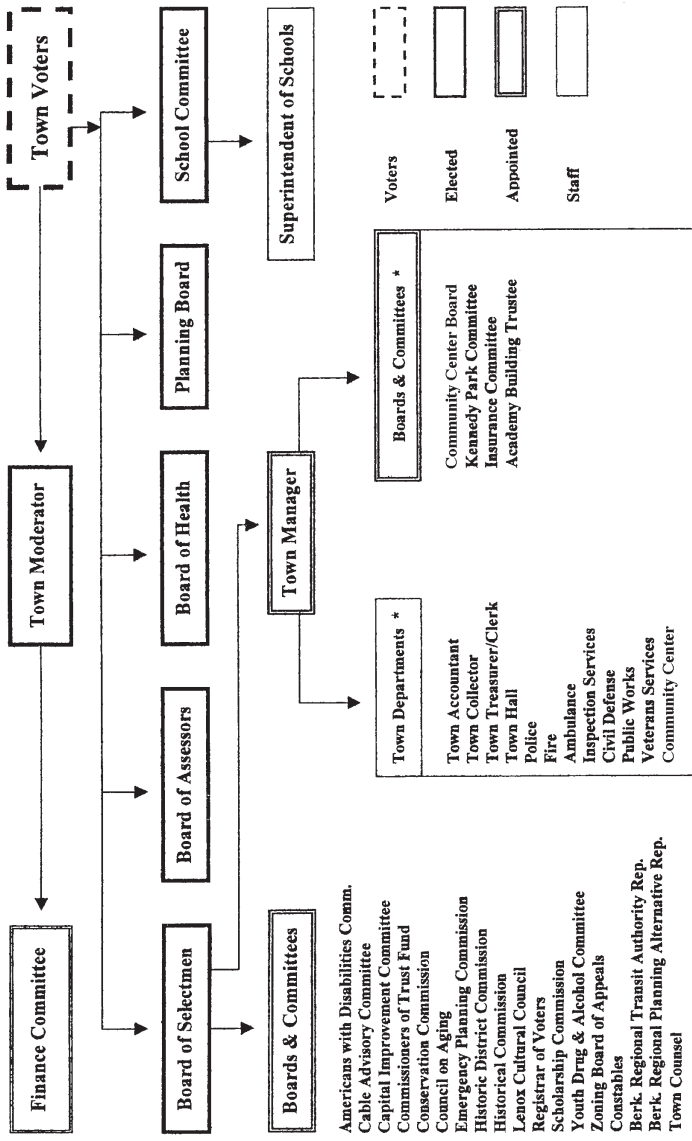 Town Voters
Town Moderator
Finance Committee
School Committee
Planning Board
Board of Health
Board of Assessors
Board of Selectmen
Superintendent of Schools
Town Manager
Boards & Committees
Americans with Disabilities Comm.
Cable Advisory Committee
Capital Improvement Committee
Commissioners of Trust Fund
Conservation Commission
Council on Aging
Emergency Planning Commission
Historic District Commission
Historical Commission
Lenox Cultural Council
Registrar of Voters
Scholarship Commission
Youth Drug & Alcohol Committee
Zoning Board of Appeals
Constables
Berk. Regional Transit Authority Rep.
Berk. Regional Planning Alternative Rep.
Town Counsel
Town Departments *
Town Accountant
Town Collector
Town Treasurer/Clerk
Town Hall
Police
Fire
Ambulance
Inspection Services
Civil Defense
Public Works
Veterans Services
Community Center
Boards & Committees *
Community Center Board
Kennedy Park Committee
Insurance Committee
Academy Building Trustee
Voters
Elected
Appointed
Staff